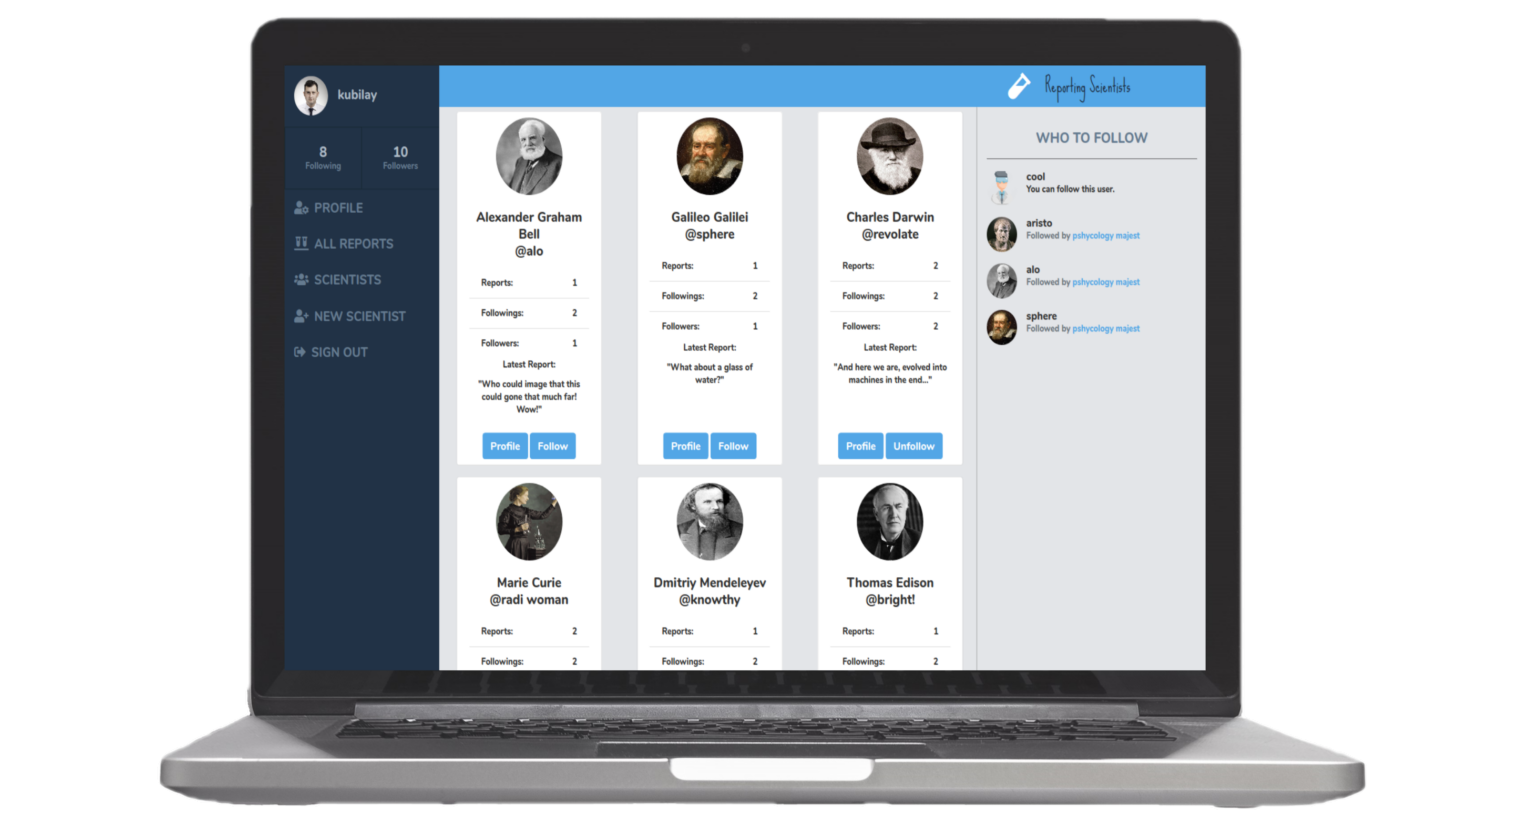 kubilay
8
Following
10
Followers
PROFILE
ALL REPORTS
SCIENTISTS
NEW SCIENTIST
SIGN OUT
Reporting Scientists
Alexander Graham
Bell
@alo
Reports: 1
Followings: 2
Followers: 1
Latest Report:
"Who could image that this
could gone that much far!
Wow!"
Profile Follow
Galileo Galilei
@sphere
Reports: 1
Followings: 2
Followers: 1
Latest Report:
"What about a glass of
water?"
Profile Follow
Charles Darwin
@revolate
Reports: 2
Followings: 2
Followers: 2
Latest Report:
"And here we are, evolved into
machines in the end..."
Profile Unfollow
Marie Curie
@radi woman
Reports: 2
Followings: 2
Dmitriy Mendeleyev
@knowthy
Reports: 1
Followings: 2
Thomas Edison
@bright!
Reports: 1
Followings: 2
WHO TO FOLLOW
cool
You can follow this user.
aristo
Followed by pshycology majest
alo
Followed by pshycology majest
sphere
Followed by pshycology majest